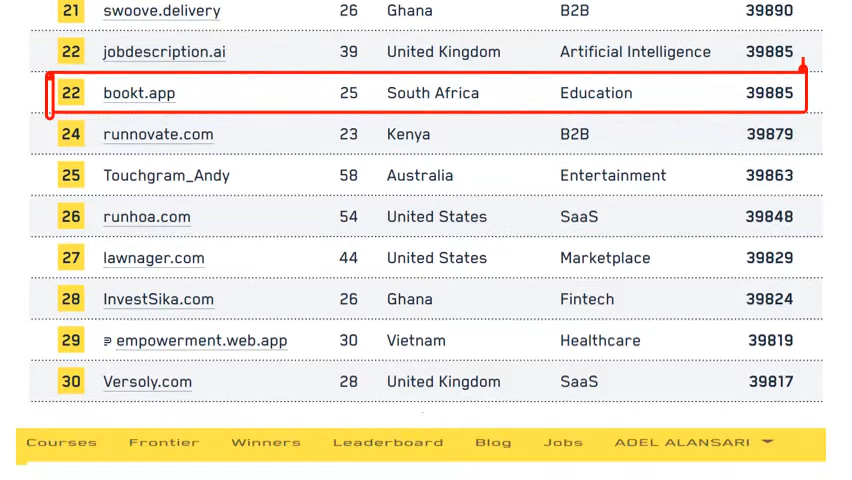 21 swoove.delivery 26 Ghana B2B 39890
22 jobdescription.ai 39 United Kingdom Artificial Intelligence 39885
22 bookt.app 25 South Africa Education 39885
24 runnovate.com 23 Kenya B2B 39879
25 Touchgram_Andy 58 Australia Entertainment 39863
26 runhoa.com 54 United States SaaS 39848
27 lawnager.com 44 United States Marketplace 39829
28 InvestSika.com 26 Ghana Fintech 39824
29 empowerment.web.app 30 Vietnam Healthcare 39819
30 Versoly.com 28 United Kingdom SaaS 39817
Courses Frontier Winners Leaderboard Blog Jobs ADEL ALANSARI